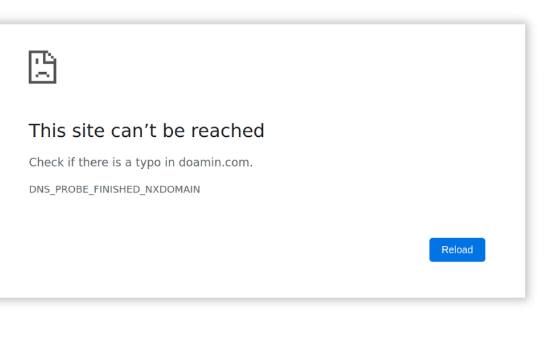 This site can’t be reached
Check if there is a typo in doamin.com.
DNS_PROBE_FINISHED_NXDOMAIN
Reload